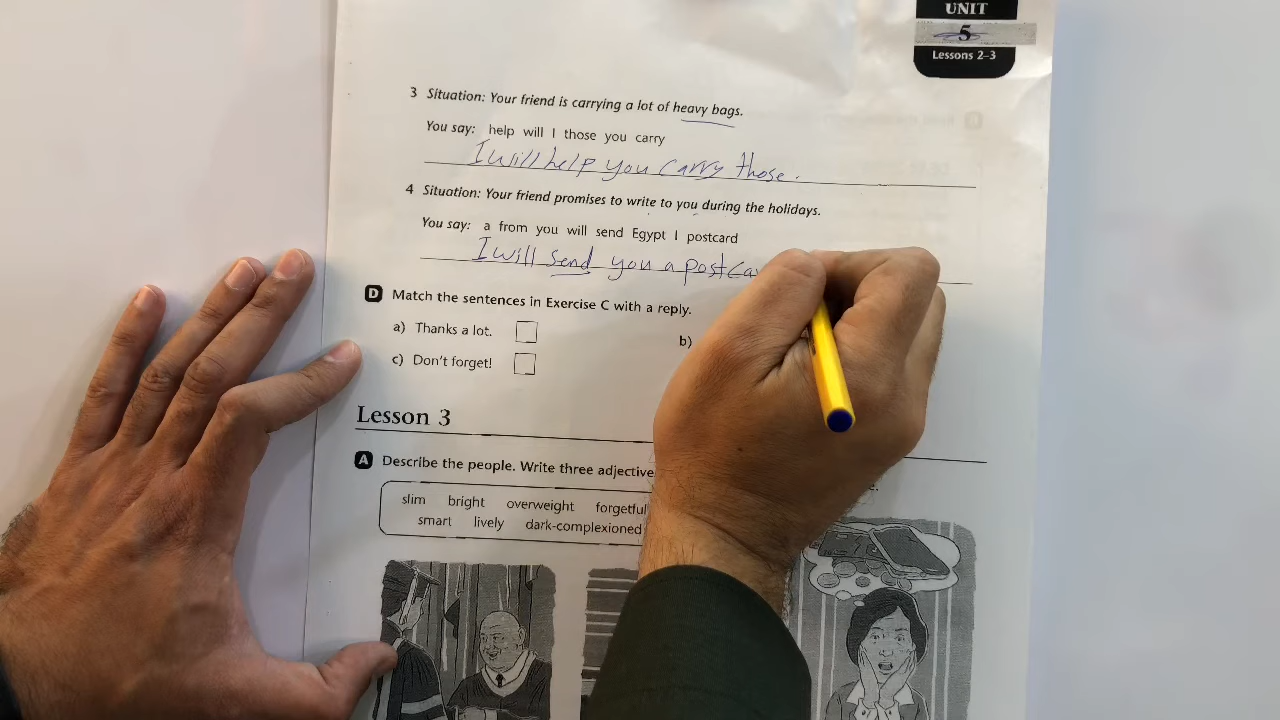 UNIT
5
Lessons 2–3
3 Situation: Your friend is carrying a lot of heavy bags.
You say: help will I those you carry
I will help you carry those.
4 Situation: Your friend promises to write to you during the holidays.
You say: a from you will send Egypt I postcard
I will send you a postca
D Match the sentences in Exercise C with a reply.
a) Thanks a lot.
b)
c) Don't forget!
Lesson 3
A Describe the people. Write three adjective
slim bright overweight forgetful
smart lively dark-complexioned